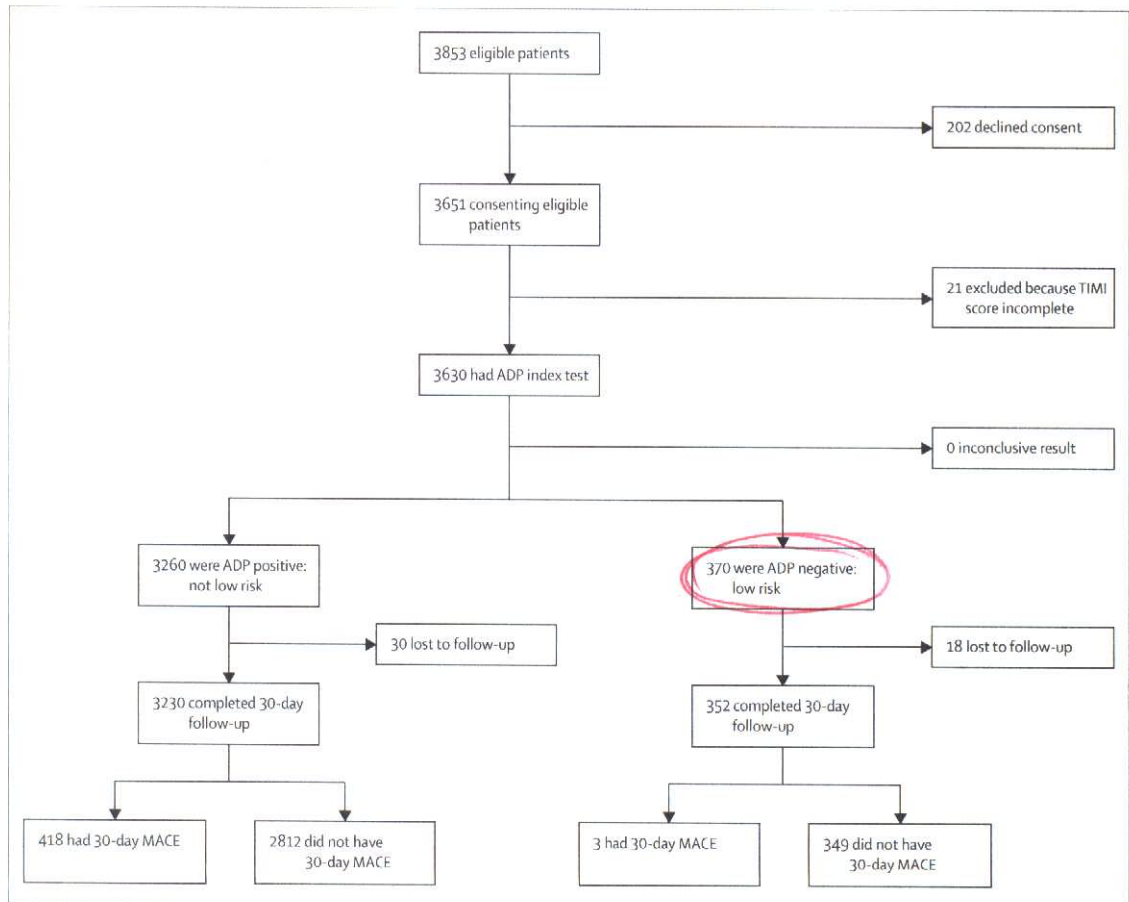 3853 eligible patients
202 declined consent
3651 consenting eligible
patients
21 excluded because TIMI
score incomplete
3630 had ADP index test
0 inconclusive result
3260 were ADP positive:
not low risk
370 were ADP negative:
low risk
30 lost to follow-up
18 lost to follow-up
3230 completed 30-day
follow-up
352 completed 30-day
follow-up
418 had 30-day MACE
2812 did not have
30-day MACE
3 had 30-day MACE
349 did not have
30-day MACE